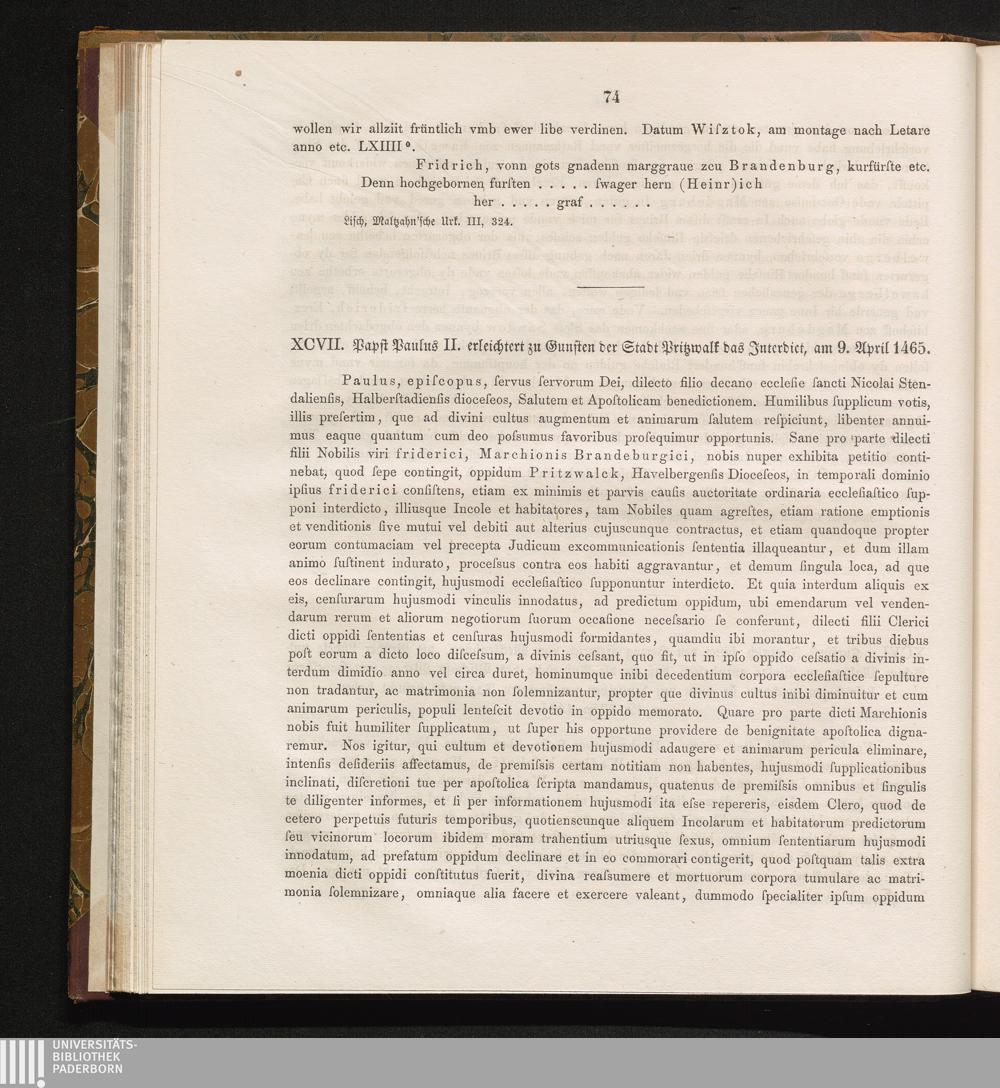 74
wollen wir allziit früntlich vmb ewer libe verdinen. Datum Wiſztok, am montage nach Letare
anno etc. LXIIII⁰.
Fridrich, vonn gots gnadenn marggraue zcu Brandenburg, kurfürſte etc.
Denn hochgebornen furſten . . . . . ſwager hern (Heinr)ich
her . . . . . graf . . . . . .
Liſch, Maltzahn'ſche Urk. III, 324.
XCVII. Papſt Paulus II. erleichtert zu Gunſten der Stadt Pritzwalk das Interdict, am 9. April 1465.
Paulus, epiſcopus, ſervus ſervorum Dei, dilecto filio decano eccleſie ſancti Nicolai Sten-
dalienſis, Halberſtadienſis dioceſeos, Salutem et Apoſtolicam benedictionem. Humilibus ſupplicum votis,
illis preſertim, que ad divini cultus augmentum et animarum ſalutem reſpiciunt, libenter annui-
mus eaque quantum cum deo poſsumus favoribus proſequimur opportunis. Sane pro parte dilecti
filii Nobilis viri friderici, Marchionis Brandeburgici, nobis nuper exhibita petitio conti-
nebat, quod ſepe contingit, oppidum Pritzwalck, Havelbergenſis Dioceſeos, in temporali dominio
ipſius friderici conſiſtens, etiam ex minimis et parvis cauſis auctoritate ordinaria eccleſiaſtico ſup-
poni interdicto, illiusque Incole et habitatores, tam Nobiles quam agreſtes, etiam ratione emptionis
et venditionis ſive mutui vel debiti aut alterius cujuscunque contractus, et etiam quandoque propter
eorum contumaciam vel precepta Judicum excommunicationis ſententia illaqueantur, et dum illam
animo ſuſtinent indurato, proceſsus contra eos habiti aggravantur, et demum ſingula loca, ad que
eos declinare contingit, hujusmodi eccleſiaſtico ſupponuntur interdicto. Et quia interdum aliquis ex
eis, cenſurarum hujusmodi vinculis innodatus, ad predictum oppidum, ubi emendarum vel venden-
darum rerum et aliorum negotiorum ſuorum occaſione neceſsario ſe conferunt, dilecti filii Clerici
dicti oppidi ſententias et cenſuras hujusmodi formidantes, quamdiu ibi morantur, et tribus diebus
poſt eorum a dicto loco diſceſsum, a divinis ceſsant, quo fit, ut in ipſo oppido ceſsatio a divinis in-
terdum dimidio anno vel circa duret, hominumque inibi decedentium corpora eccleſiaſtice ſepulture
non tradantur, ac matrimonia non ſolemnizantur, propter que divinus cultus inibi diminuitur et cum
animarum periculis, populi lenteſcit devotio in oppido memorato. Quare pro parte dicti Marchionis
nobis fuit humiliter ſupplicatum, ut ſuper his opportune providere de benignitate apoſtolica digna-
remur. Nos igitur, qui cultum et devotionem hujusmodi adaugere et animarum pericula eliminare,
intenſis deſideriis affectamus, de premiſsis certam notitiam non habentes, hujusmodi ſupplicationibus
inclinati, diſcretioni tue per apoſtolica ſcripta mandamus, quatenus de premiſsis omnibus et ſingulis
te diligenter informes, et ſi per informationem hujusmodi ita eſse repereris, eisdem Clero, quod de
cetero perpetuis futuris temporibus, quotienscunque aliquem Incolarum et habitatorum predictorum
ſeu vicinorum locorum ibidem moram trahentium utriusque ſexus, omnium ſententiarum hujusmodi
innodatum, ad prefatum oppidum declinare et in eo commorari contigerit, quod poſtquam talis extra
moenia dicti oppidi conſtitutus fuerit, divina reaſsumere et mortuorum corpora tumulare ac matri-
monia ſolemnizare, omniaque alia facere et exercere valeant, dummodo ſpecialiter ipſum oppidum
UNIVERSITÄTS-
BIBLIOTHEK
PADERBORN